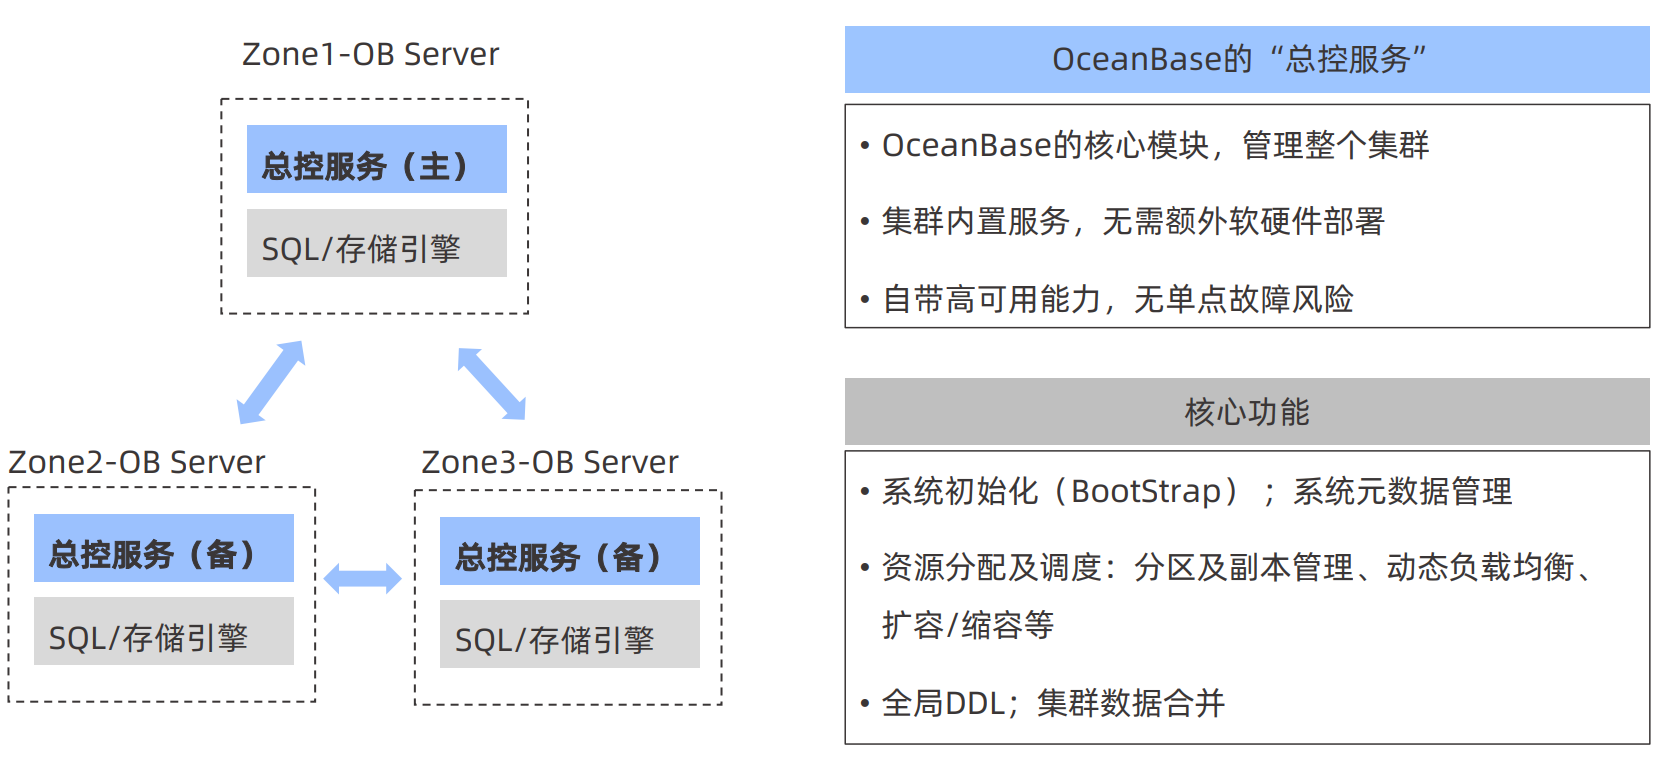 Zone1-OB Server
总控服务（主）
SQL/存储引擎
Zone2-OB Server
总控服务（备）
SQL/存储引擎
Zone3-OB Server
总控服务（备）
SQL/存储引擎
OceanBase的“总控服务”
• OceanBase的核心模块，管理整个集群
• 集群内置服务，无需额外软硬件部署
• 自带高可用能力，无单点故障风险
核心功能
• 系统初始化（BootStrap）；系统元数据管理
• 资源分配及调度：分区及副本管理、动态负载均衡、
扩容/缩容等
• 全局DDL；集群数据合并